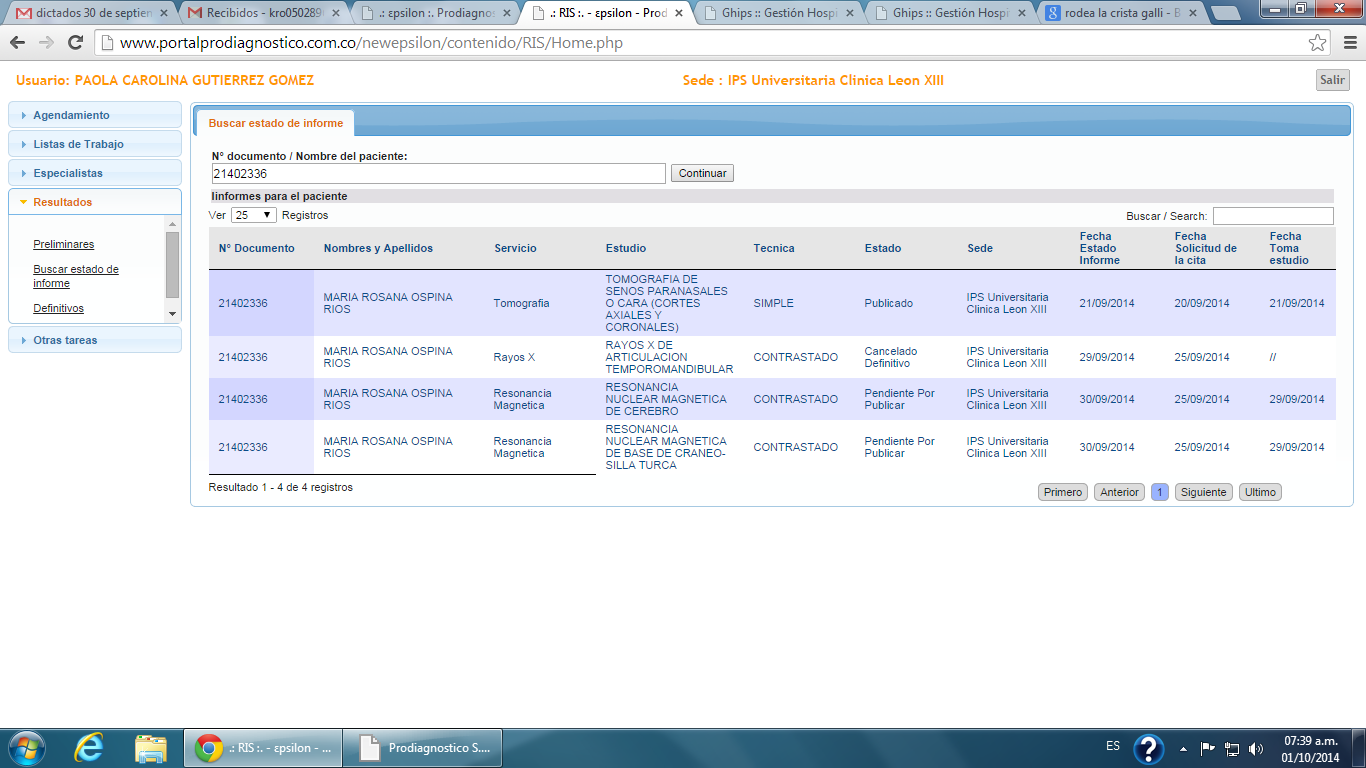 dictados 30 de septien
Recibidos - kro050289
.: εpsilon :. Prodiagnos
.: RIS :. - εpsilon - Prod
Ghips :: Gestión Hospi
Ghips :: Gestión Hospi
rodea la crista galli - B
www.portalprodiagnostico.com.co/newepsilon/contenido/RIS/Home.php
Usuario: PAOLA CAROLINA GUTIERREZ GOMEZ
Sede : IPS Universitaria Clinica Leon XIII
Salir
Agendamiento
Listas de Trabajo
Especialistas
Resultados
Preliminares
Buscar estado de
informe
Definitivos
Otras tareas
Buscar estado de informe
N° documento / Nombre del paciente:
21402336
Continuar
Iinformes para el paciente
Ver 25 Registros
Buscar / Search:
N° Documento
Nombres y Apellidos
Servicio
Estudio
Tecnica
Estado
Sede
Fecha
Estado
Informe
Fecha
Solicitud de
la cita
Fecha
Toma
estudio
21402336
MARIA ROSANA OSPINA
RIOS
Tomografia
TOMOGRAFIA DE
SENOS PARANASALES
O CARA (CORTES
AXIALES Y
CORONALES)
SIMPLE
Publicado
IPS Universitaria
Clinica Leon XIII
21/09/2014
20/09/2014
21/09/2014
21402336
MARIA ROSANA OSPINA
RIOS
Rayos X
RAYOS X DE
ARTICULACION
TEMPOROMANDIBULAR
CONTRASTADO
Cancelado
Definitivo
IPS Universitaria
Clinica Leon XIII
29/09/2014
25/09/2014
//
21402336
MARIA ROSANA OSPINA
RIOS
Resonancia
Magnetica
RESONANCIA
NUCLEAR MAGNETICA
DE CEREBRO
CONTRASTADO
Pendiente Por
Publicar
IPS Universitaria
Clinica Leon XIII
30/09/2014
25/09/2014
29/09/2014
21402336
MARIA ROSANA OSPINA
RIOS
Resonancia
Magnetica
RESONANCIA
NUCLEAR MAGNETICA
DE BASE DE CRANEO-
SILLA TURCA
CONTRASTADO
Pendiente Por
Publicar
IPS Universitaria
Clinica Leon XIII
30/09/2014
25/09/2014
29/09/2014
Resultado 1 - 4 de 4 registros
Primero
Anterior
1
Siguiente
Ultimo
.: RIS :. - εpsilon - ...
Prodiagnostico S....
ES
07:39 a.m.
01/10/2014